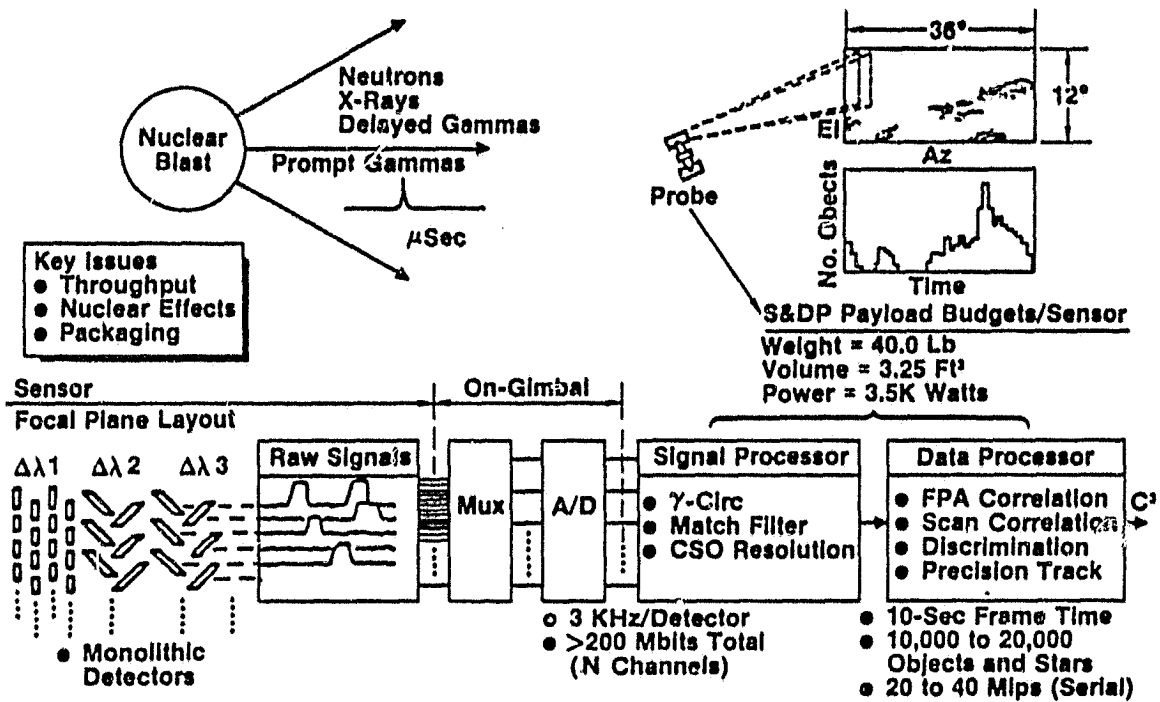 Nuclear
Blast
Neutrons
X-Rays
Delayed Gammas
Prompt Gammas
μSec
Key Issues
● Throughput
● Nuclear Effects
● Packaging
36°
12°
El
Az
Probe
No. Obects
Time
S&DP Payload Budgets/Sensor
Weight = 40.0 Lb
Volume = 3.25 Ft³
Power = 3.5K Watts
Sensor
On-Gimbal
Focal Plane Layout
Δλ1
Δλ2
Δλ3
Raw Signals
Mux
A/D
Signal Processor
● γ-Circ
● Match Filter
● CSO Resolution
Data Processor
● FPA Correlation
● Scan Correlation
● Discrimination
● Precision Track
C³
● Monolithic
Detectors
○ 3 KHz/Detector
● >200 Mbits Total
(N Channels)
● 10-Sec Frame Time
● 10,000 to 20,000
Objects and Stars
● 20 to 40 Mips (Serial)